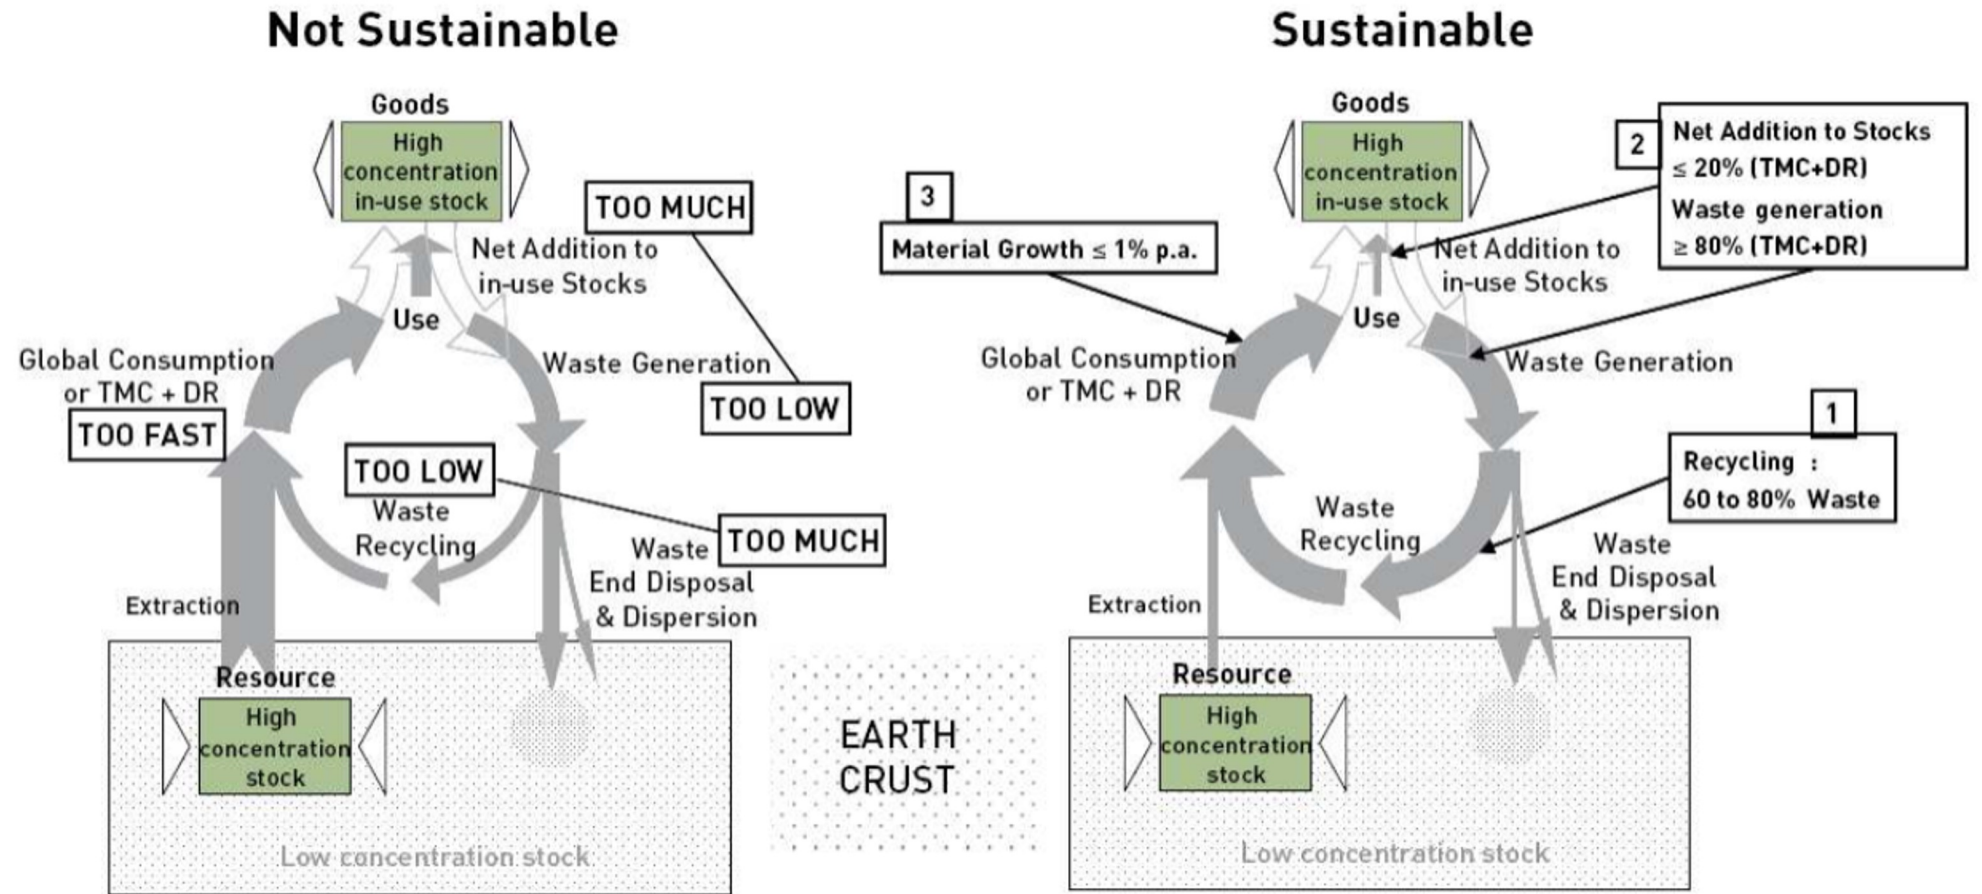 Not Sustainable
Goods
High
concentration
in-use stock
TOO MUCH
Net Addition to
in-use Stocks
Use
Global Consumption
or TMC + DR
TOO FAST
Waste Generation
TOO LOW
TOO LOW
Waste
Recycling
TOO MUCH
Waste
End Disposal
& Dispersion
Extraction
Resource
High
concentration
stock
Low concentration stock
EARTH
CRUST
Sustainable
Goods
High
concentration
in-use stock
2
Net Addition to Stocks
≤ 20% (TMC+DR)
Waste generation
≥ 80% (TMC+DR)
3
Material Growth ≤ 1% p.a.
Net Addition to
in-use Stocks
Use
Global Consumption
or TMC + DR
Waste Generation
1
Recycling :
60 to 80% Waste
Waste
Recycling
Waste
End Disposal
& Dispersion
Extraction
Resource
High
concentration
stock
Low concentration stock